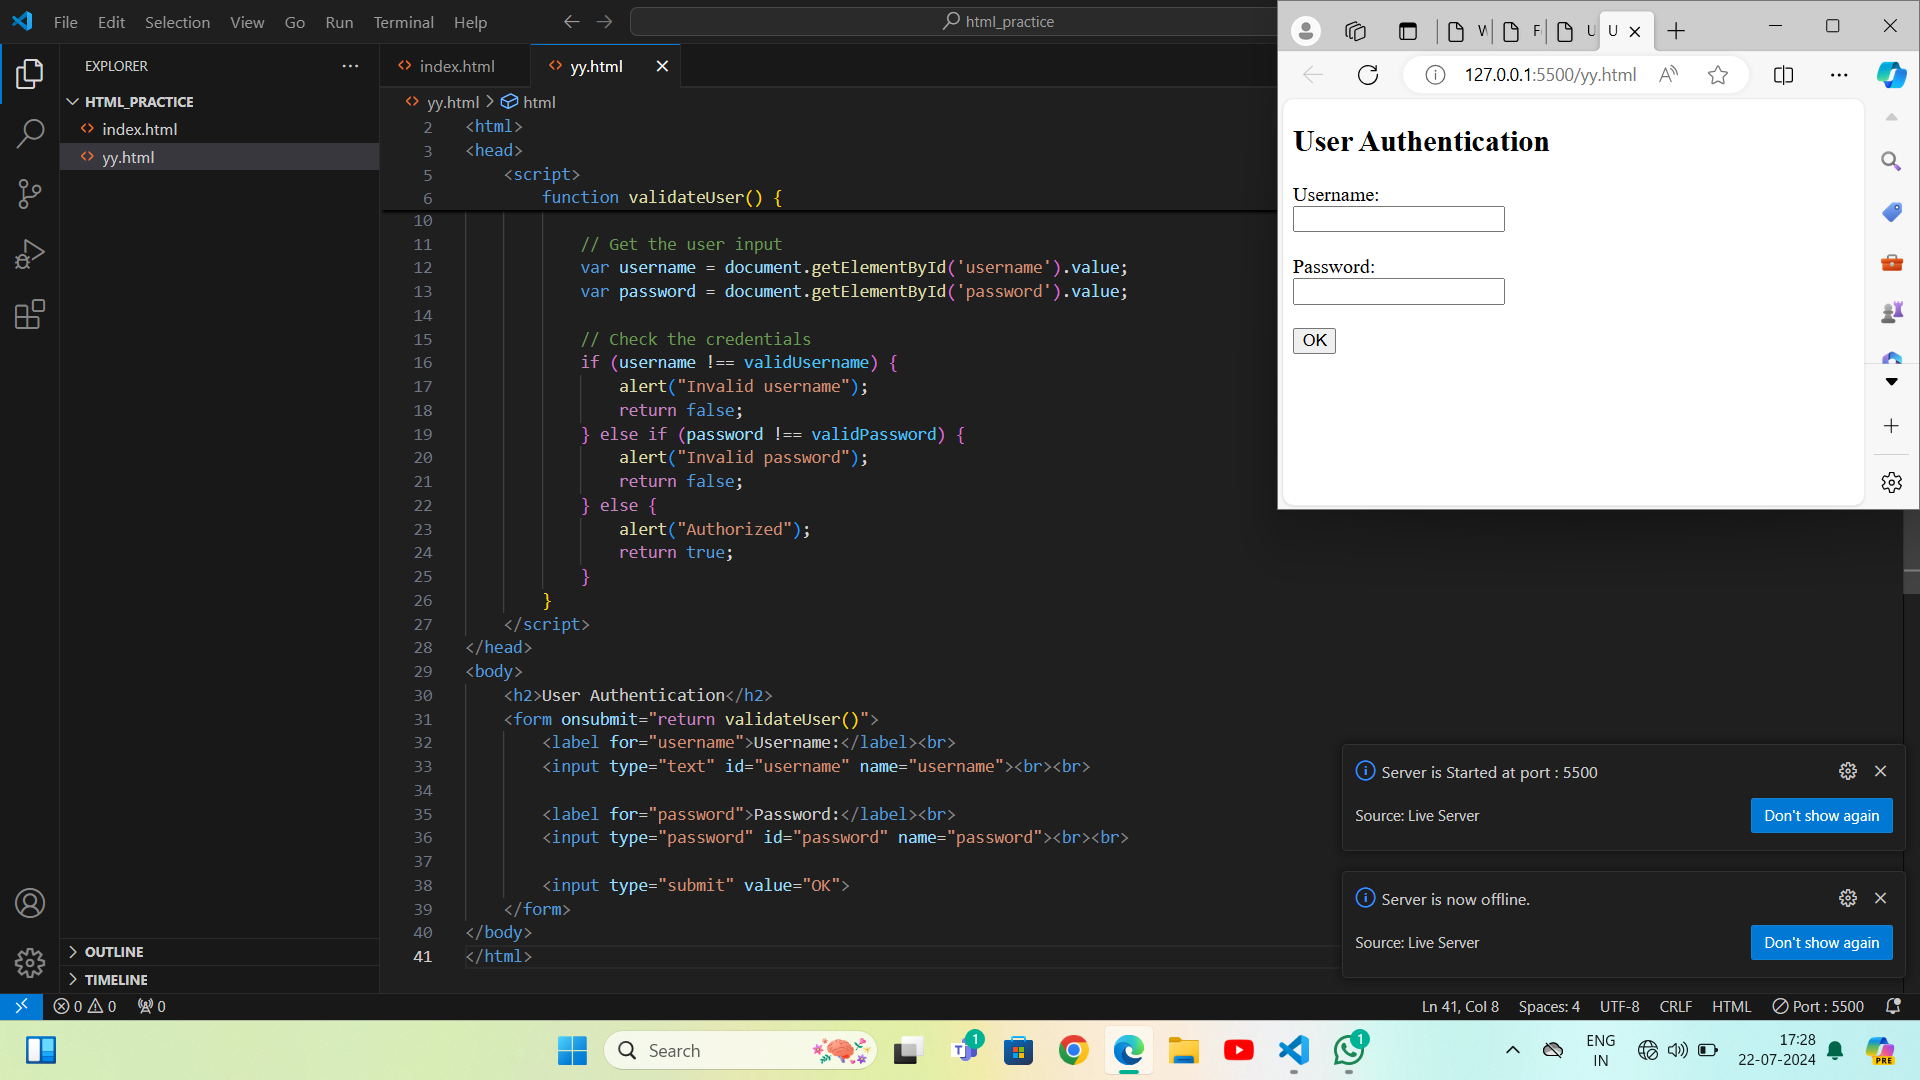 File Edit Selection View Go Run Terminal Help
html_practice
EXPLORER
HTML_PRACTICE
index.html
yy.html
OUTLINE
TIMELINE
index.html
yy.html
yy.html > html
2 <html>
3 <head>
5 <script>
6 function validateUser() {
10
11 // Get the user input
12 var username = document.getElementById('username').value;
13 var password = document.getElementById('password').value;
14
15 // Check the credentials
16 if (username !== validUsername) {
17 alert("Invalid username");
18 return false;
19 } else if (password !== validPassword) {
20 alert("Invalid password");
21 return false;
22 } else {
23 alert("Authorized");
24 return true;
25 }
26 }
27 </script>
28 </head>
29 <body>
30 <h2>User Authentication</h2>
31 <form onsubmit="return validateUser()">
32 <label for="username">Username:</label><br>
33 <input type="text" id="username" name="username"><br><br>
34
35 <label for="password">Password:</label><br>
36 <input type="password" id="password" name="password"><br><br>
37
38 <input type="submit" value="OK">
39 </form>
40 </body>
41 </html>
U
127.0.0.1:5500/yy.html
User Authentication
Username:
Password:
OK
Server is Started at port : 5500
Source: Live Server
Don't show again
Server is now offline.
Source: Live Server
Don't show again
0 0 0
Ln 41, Col 8 Spaces: 4 UTF-8 CRLF HTML Port : 5500
Search
1
1
ENG
IN
17:28
22-07-2024
PRE